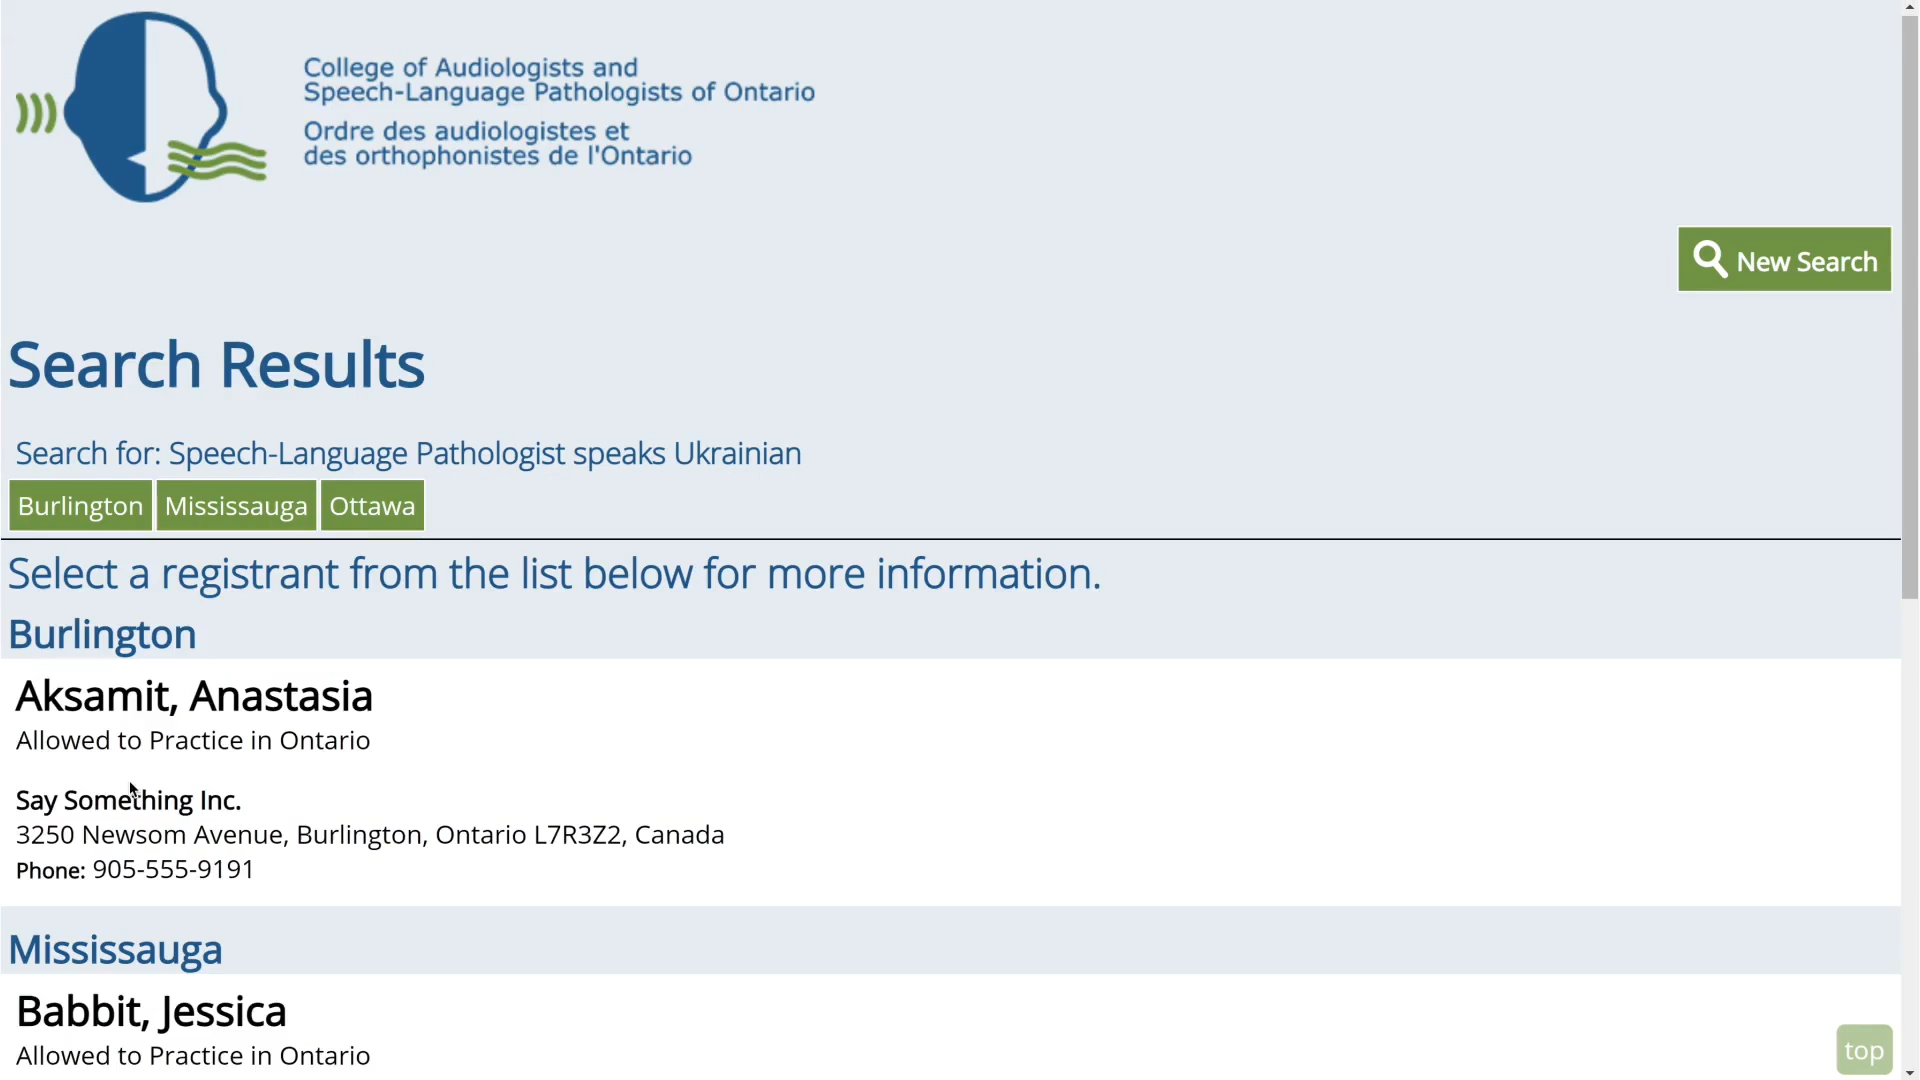 College of Audiologists and
Speech-Language Pathologists of Ontario
Ordre des audiologistes et
des orthophonistes de l'Ontario
New Search
Search Results
Search for: Speech-Language Pathologist speaks Ukrainian
Burlington Mississauga Ottawa
Select a registrant from the list below for more information.
Burlington
Aksamit, Anastasia
Allowed to Practice in Ontario
Say Something Inc.
3250 Newsom Avenue, Burlington, Ontario L7R3Z2, Canada
Phone: 905-555-9191
Mississauga
Babbit, Jessica
Allowed to Practice in Ontario
top